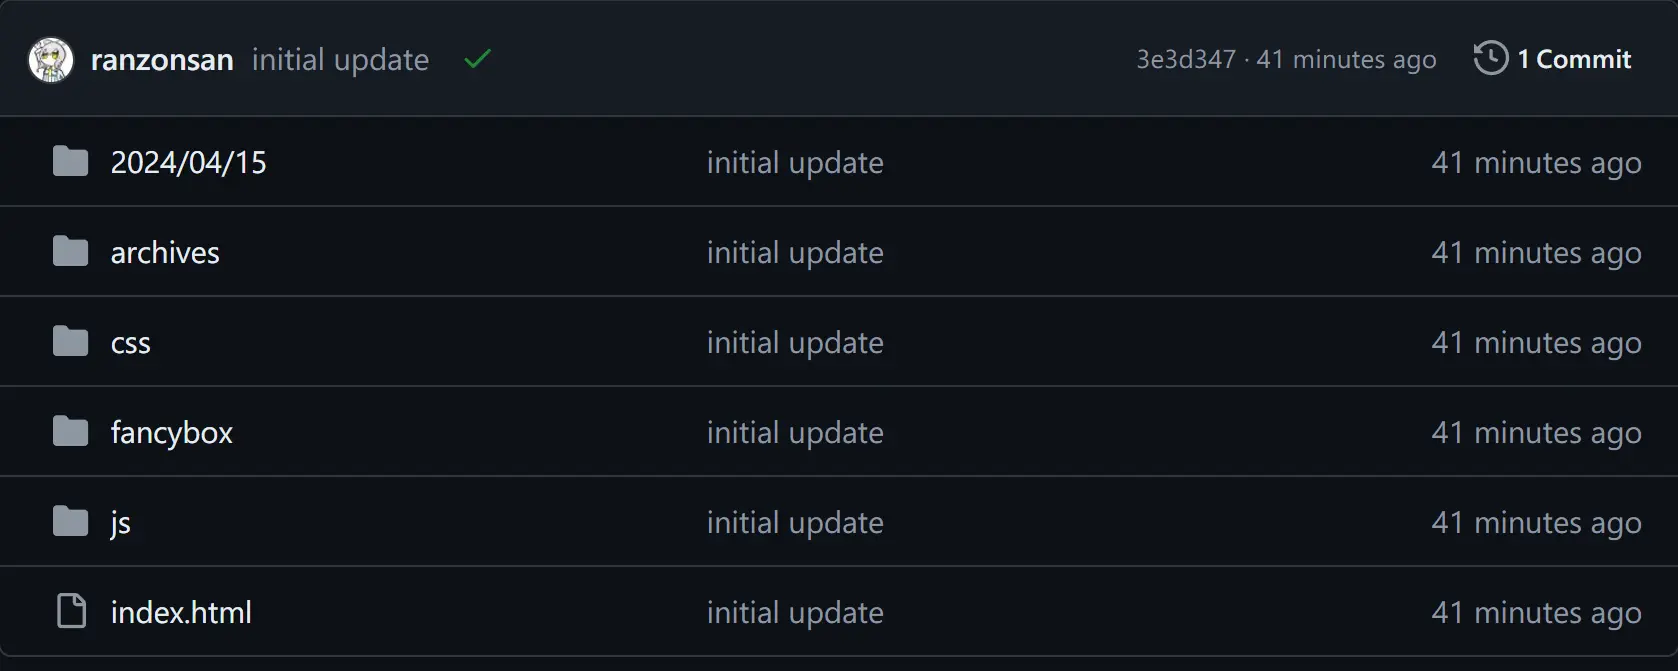 ranzonsan initial update 3e3d347 · 41 minutes ago 1 Commit
2024/04/15 initial update 41 minutes ago
archives initial update 41 minutes ago
css initial update 41 minutes ago
fancybox initial update 41 minutes ago
js initial update 41 minutes ago
index.html initial update 41 minutes ago